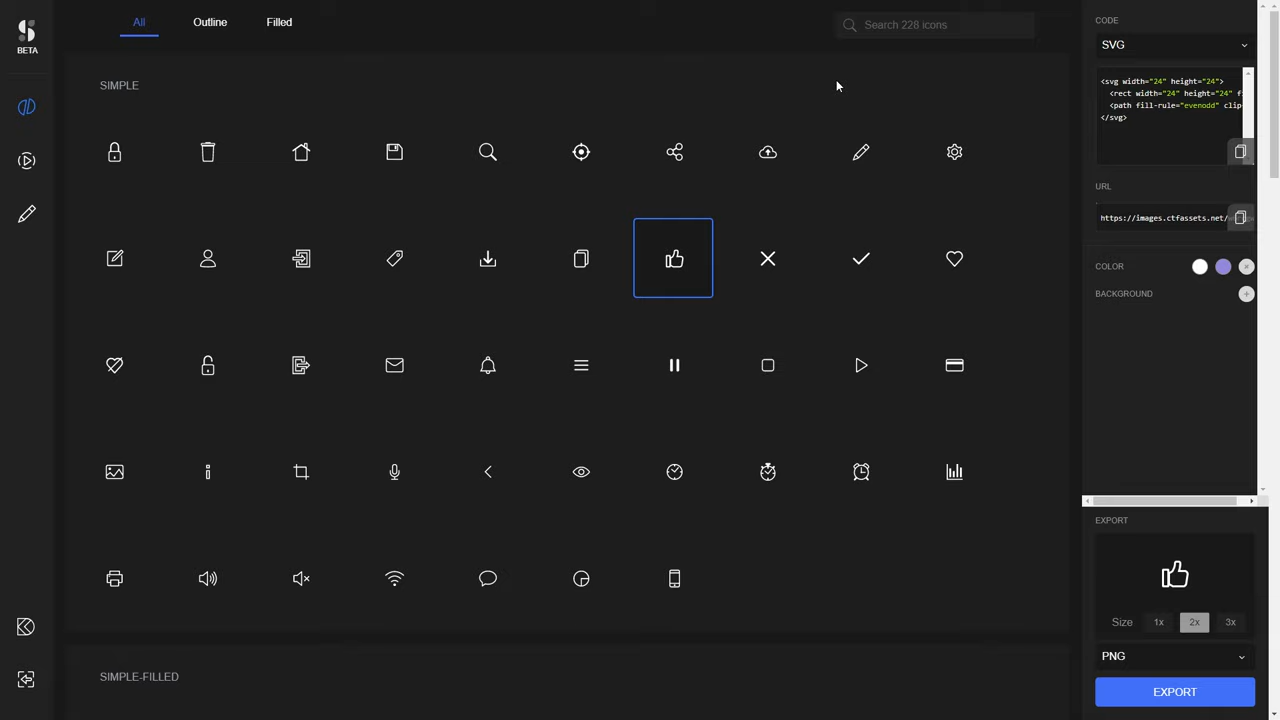 All
Outline
Filled
Search 228 icons
BETA
SIMPLE
SIMPLE-FILLED
CODE
SVG
<svg width="24" height="24">
<rect width="24" height="24" f
<path fill-rule="evenodd" clip
</svg>
URL
https://images.ctfassets.net/
COLOR
BACKGROUND
EXPORT
Size
1x
2x
3x
PNG
EXPORT